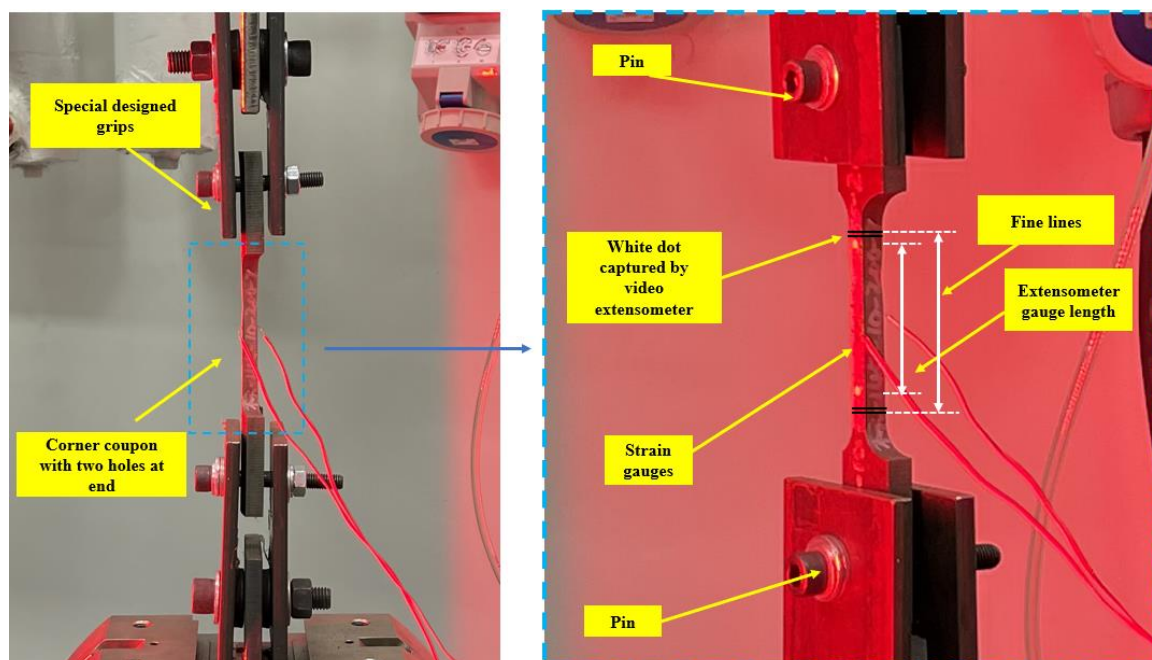 Special designed
grips
Corner coupon
with two holes at
end
Pin
White dot
captured by
video
extensometer
Fine lines
Extensometer
gauge length
Strain
gauges
Pin